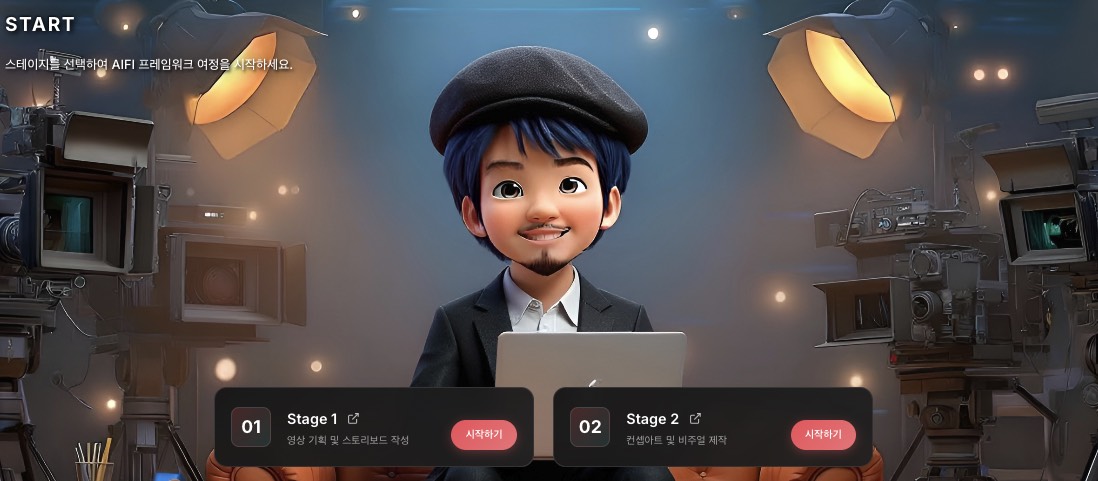 START
스테이지를 선택하여 AIFI 프레임워크 여정을 시작하세요.
01
Stage 1
영상 기획 및 스토리보드 작성
시작하기
02
Stage 2
컨셉아트 및 비주얼 제작
시작하기